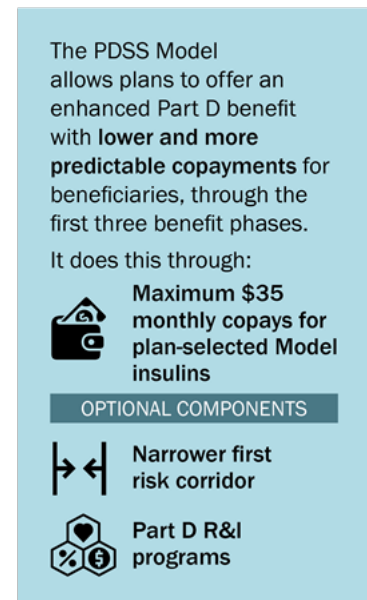 The PDSS Model
allows plans to offer an
enhanced Part D benefit
with lower and more
predictable copayments for
beneficiaries, through the
first three benefit phases.
It does this through:
Maximum $35
monthly copays for
plan-selected Model
insulins
OPTIONAL COMPONENTS
Narrower first
risk corridor
Part D R&I
programs